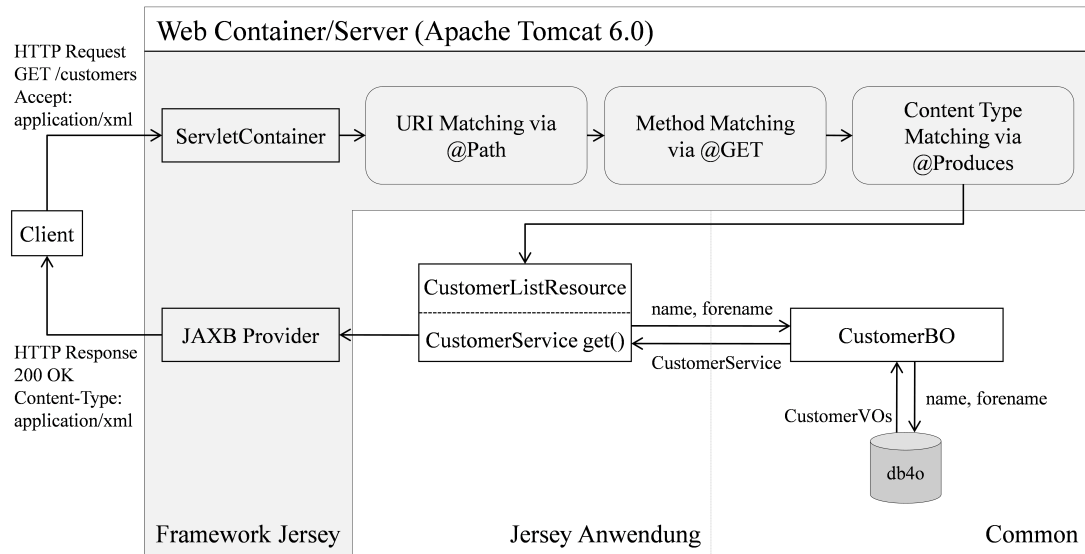 Web Container/Server (Apache Tomcat 6.0)
HTTP Request
GET /customers
Accept:
application/xml
ServletContainer
URI Matching via
@Path
Method Matching
via @GET
Content Type
Matching via
@Produces
Client
CustomerListResource
CustomerService get()
name, forename
CustomerService
CustomerBO
JAXB Provider
HTTP Response
200 OK
Content-Type:
application/xml
CustomerVOs
name, forename
db4o
Framework Jersey
Jersey Anwendung
Common